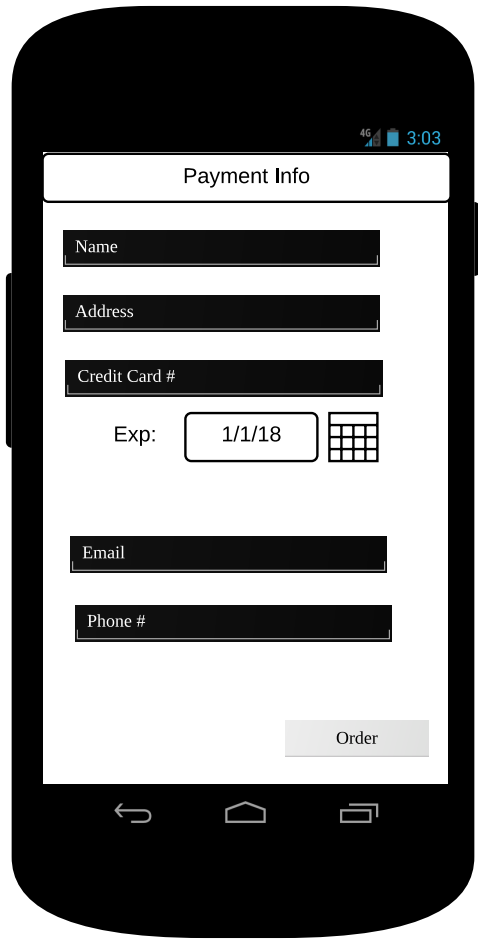 4G 3:03
Payment Info
Name
Address
Credit Card #
Exp: 1/1/18
Email
Phone #
Order